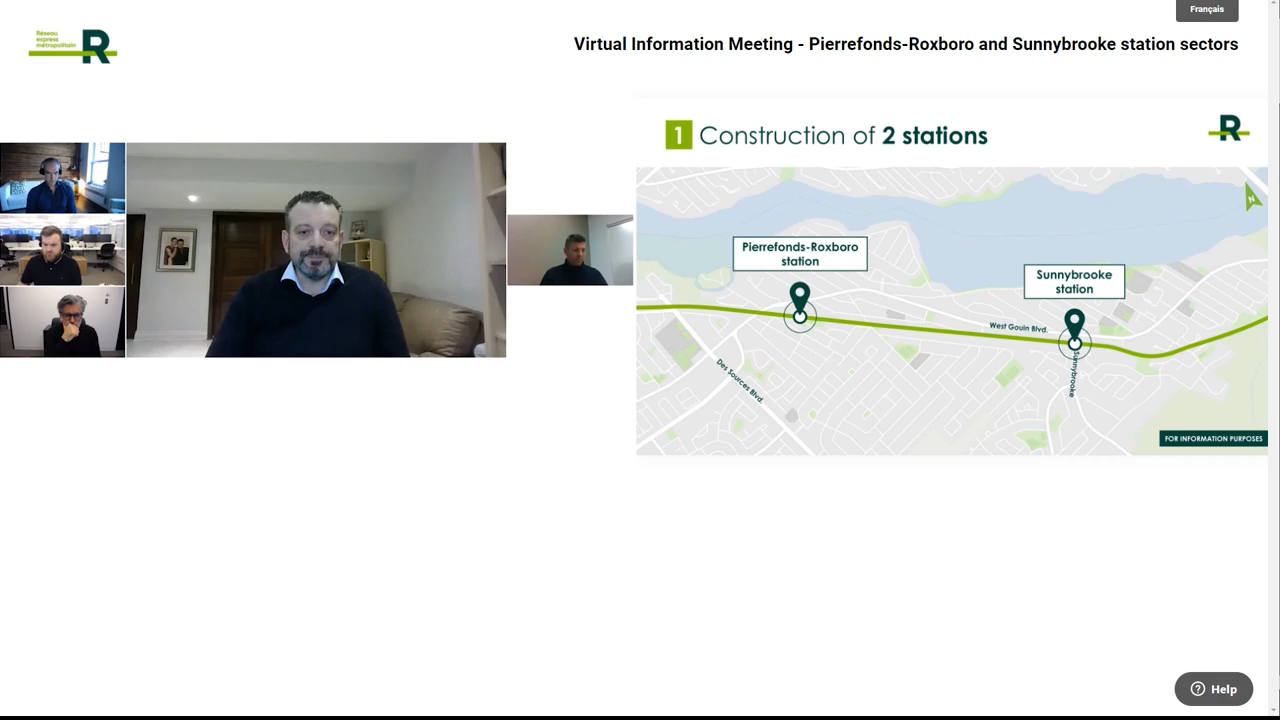 Français
Réseau
express
métropolitain
R
Virtual Information Meeting - Pierrefonds-Roxboro and Sunnybrooke station sectors
1 Construction of 2 stations
R
N
Pierrefonds-Roxboro
station
Sunnybrooke
station
West Gouin Blvd.
Des Sources Blvd.
Sunnybrooke
FOR INFORMATION PURPOSES
? Help